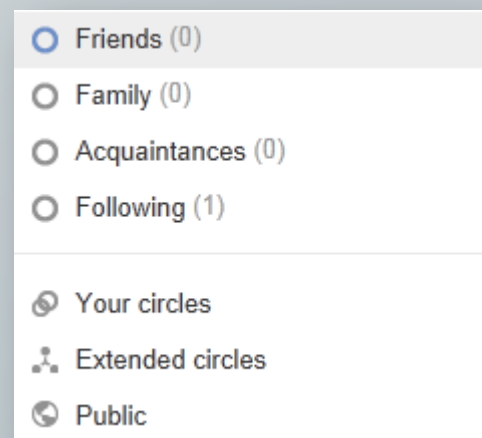 Friends (0)
Family (0)
Acquaintances (0)
Following (1)
Your circles
Extended circles
Public